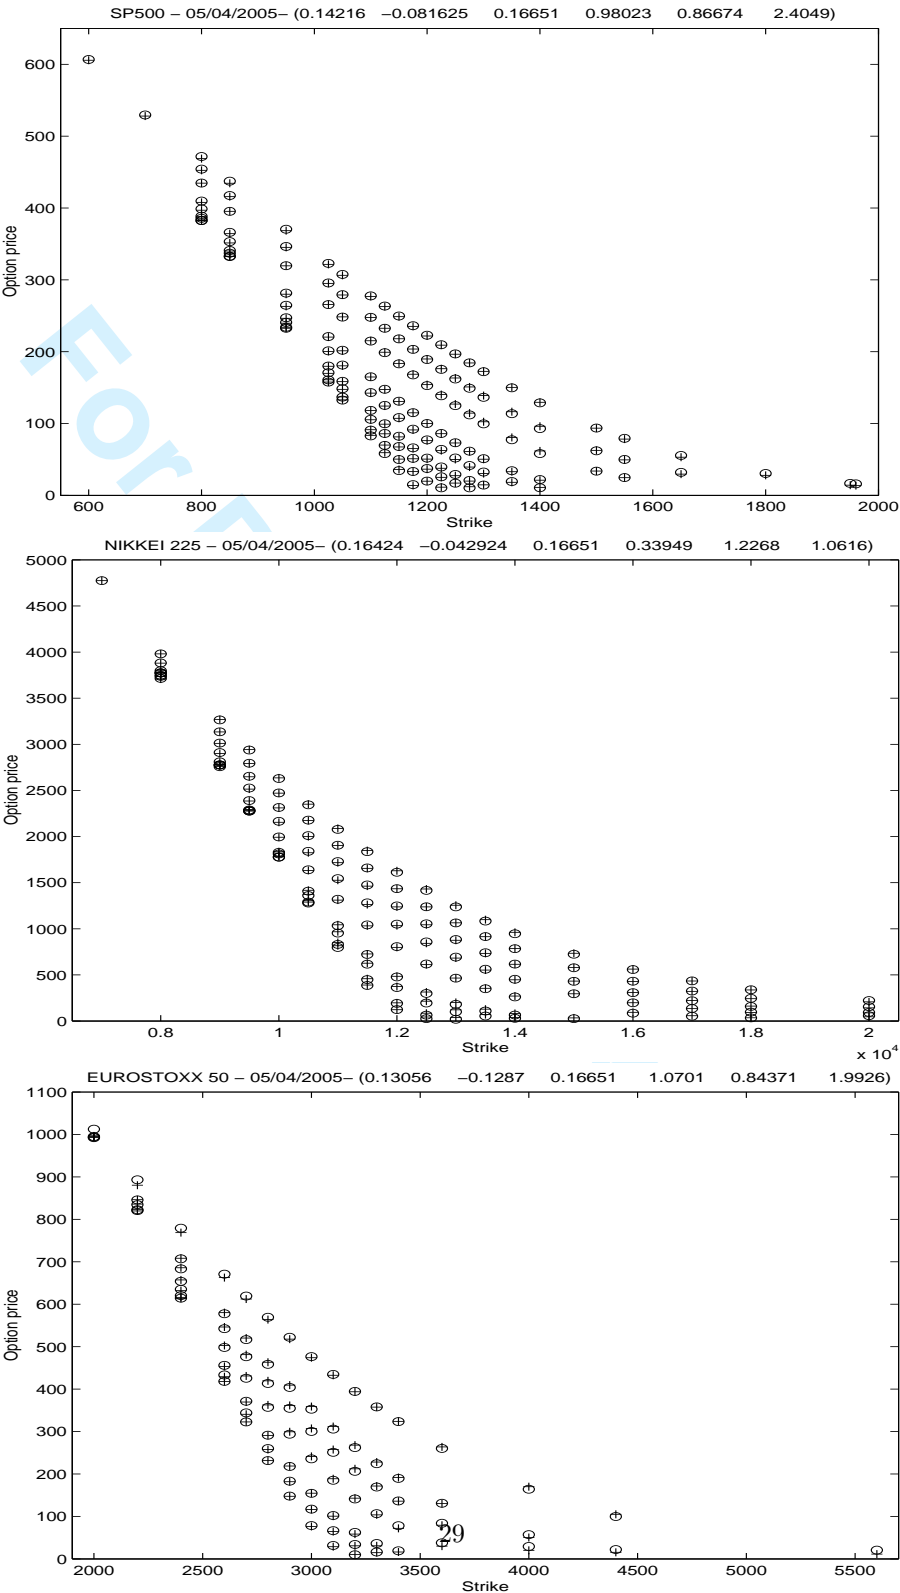 SP500 – 05/04/2005– (0.14216 –0.081625 0.16651 0.98023 0.86674 2.4049)
600
500
400
300
200
100
0
Option price
600 800 1000 1200 1400 1600 1800 2000
Strike
For
NIKKEI 225 – 05/04/2005– (0.16424 –0.042924 0.16651 0.33949 1.2268 1.0616)
5000
4500
4000
3500
3000
2500
2000
1500
1000
500
0
Option price
0.8 1 1.2 1.4 1.6 1.8 2
Strike
x 10^4
EUROSTOXX 50 – 05/04/2005– (0.13056 –0.1287 0.16651 1.0701 0.84371 1.9926)
1100
1000
900
800
700
600
500
400
300
200
100
0
Option price
29
2000 2500 3000 3500 4000 4500 5000 5500
Strike